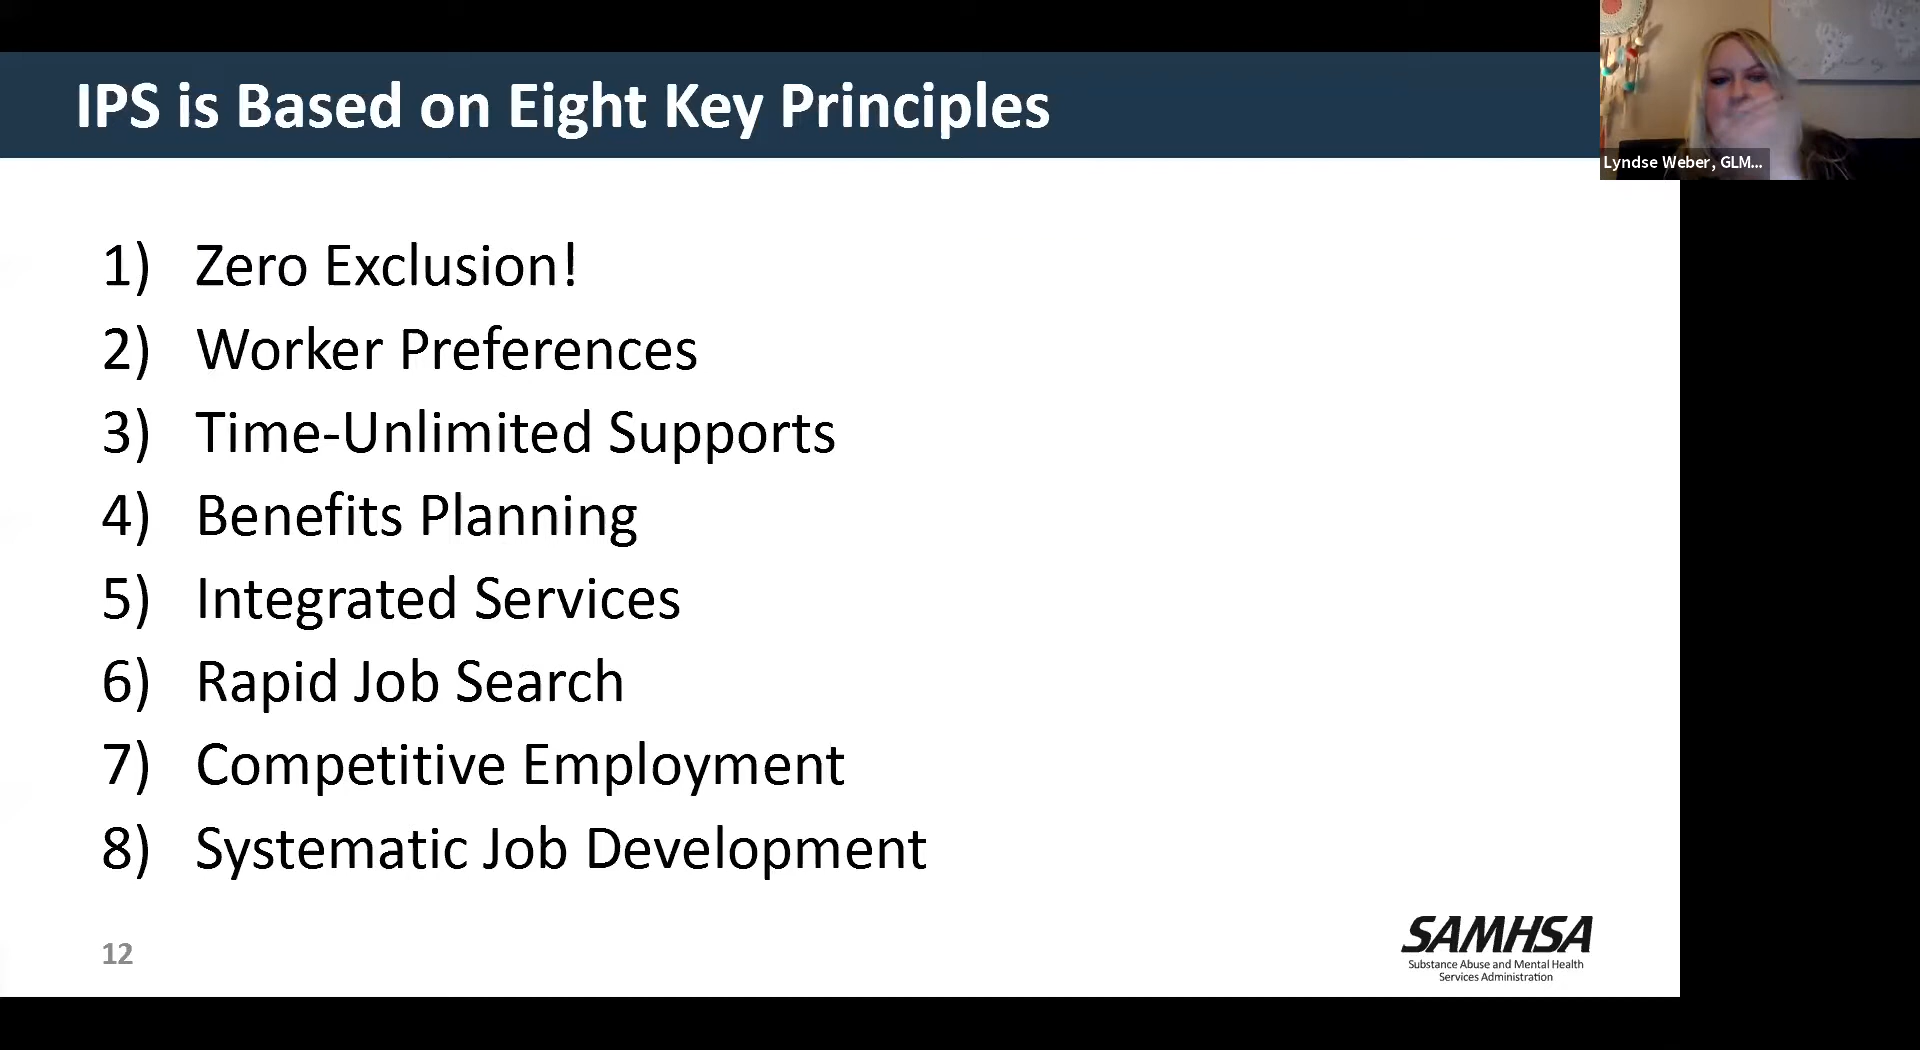 IPS is Based on Eight Key Principles
Lyndse Weber, GLM...
1) Zero Exclusion!
2) Worker Preferences
3) Time-Unlimited Supports
4) Benefits Planning
5) Integrated Services
6) Rapid Job Search
7) Competitive Employment
8) Systematic Job Development
12
SAMHSA
Substance Abuse and Mental Health
Services Administration